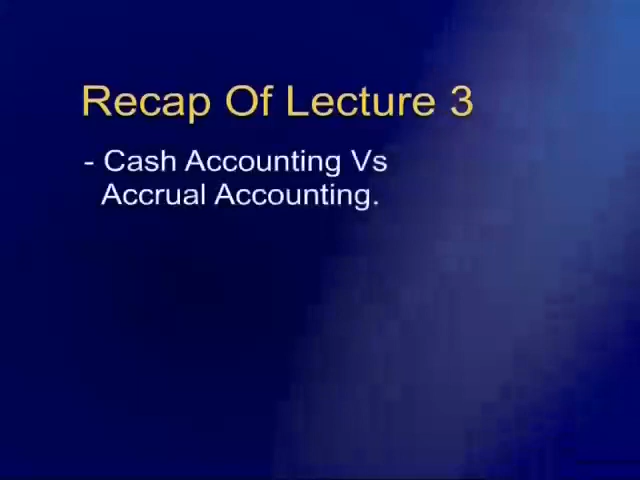 Recap Of Lecture 3
- Cash Accounting Vs
Accrual Accounting.